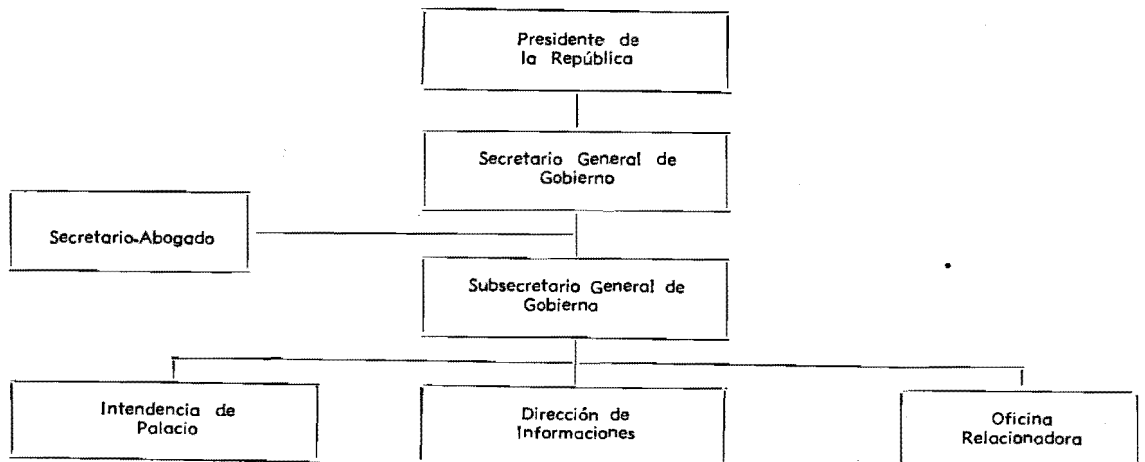 Presidente de
la República
Secretario General de
Gobierno
Secretario-Abogado
Subsecretario General de
Gobierna
Intendencia de
Palacio
Dirección de
Informaciones
Oficina
Relacionadora